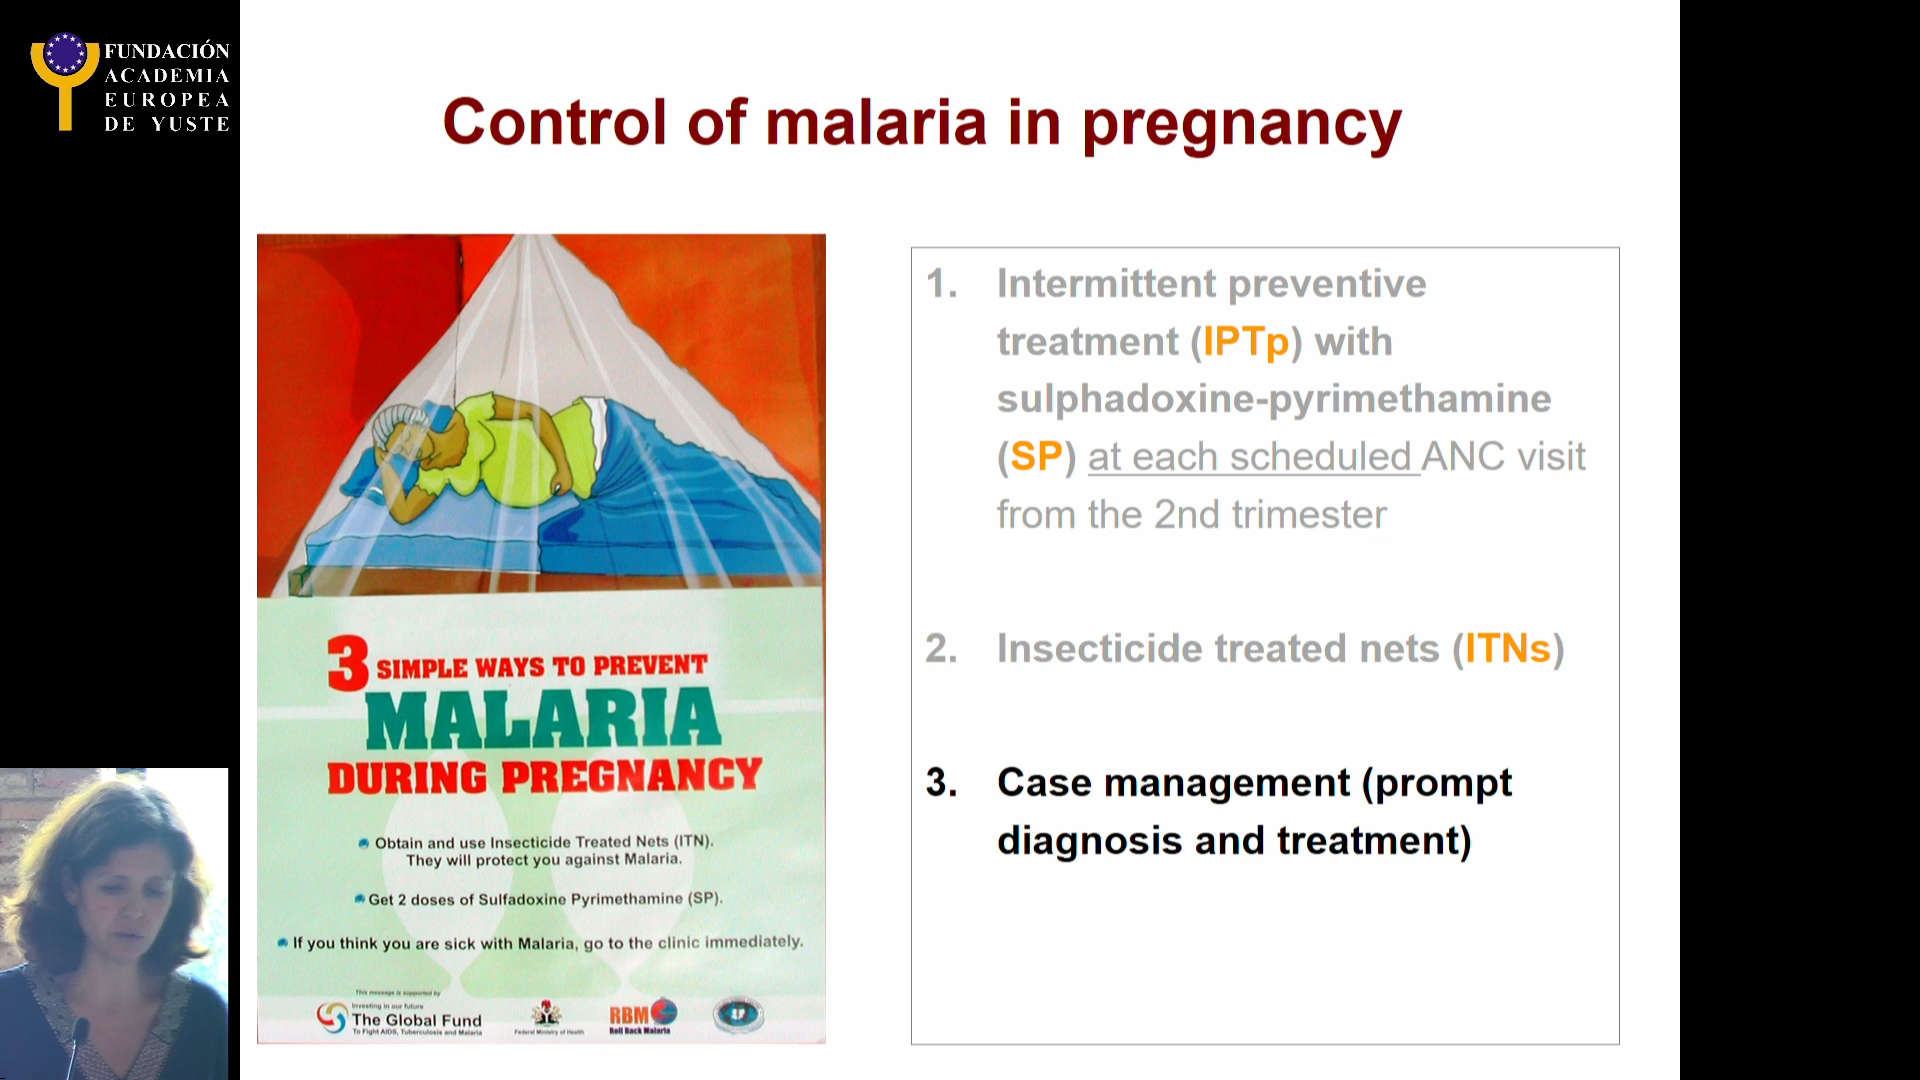 FUNDACIÓN
ACADEMIA
EUROPEA
DE YUSTE
Control of malaria in pregnancy
3 SIMPLE WAYS TO PREVENT
MALARIA
DURING PREGNANCY
Obtain and use Insecticide Treated Nets (ITN).
They will protect you against Malaria.
Get 2 doses of Sulfadoxine Pyrimethamine (SP).
If you think you are sick with Malaria, go to the clinic immediately.
This message is supported by
Investing in our future
The Global Fund
To Fight AIDS, Tuberculosis and Malaria
Federal Ministry of Health
RBM
Roll Back Malaria
1. Intermittent preventive
treatment (IPTp) with
sulphadoxine-pyrimethamine
(SP) at each scheduled ANC visit
from the 2nd trimester
2. Insecticide treated nets (ITNs)
3. Case management (prompt
diagnosis and treatment)